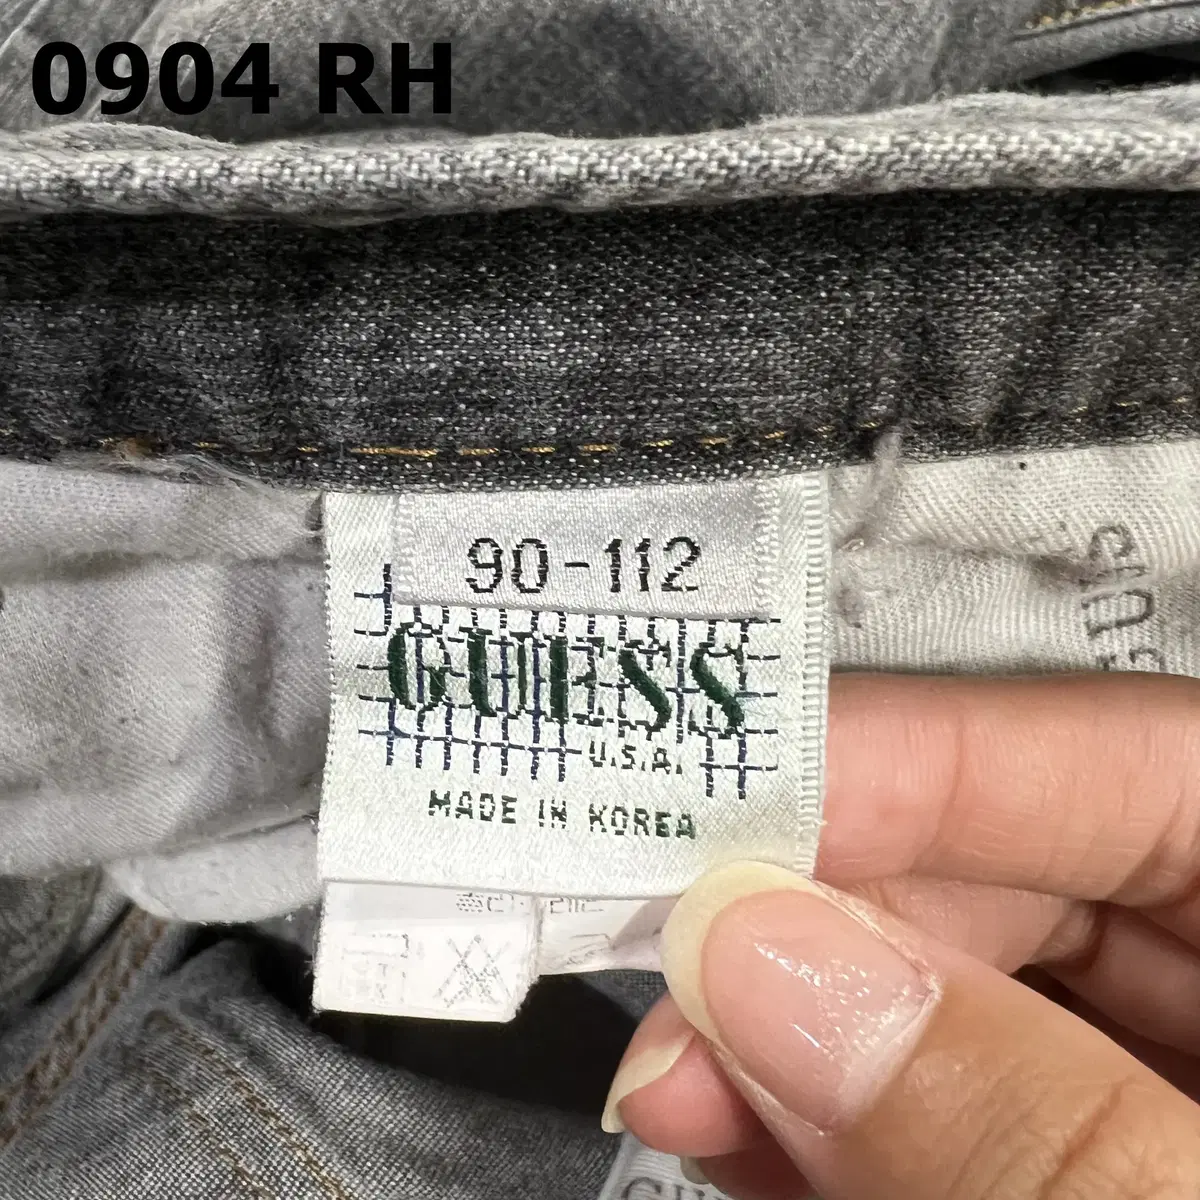 0904 RH
90-112
GUESS
U.S.A.
MADE IN KOREA